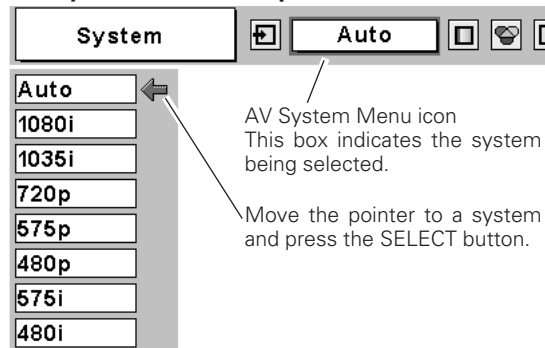 System
Auto
Auto
1080i
1035i
720p
575p
480p
575i
480i
AV System Menu icon
This box indicates the system
being selected.
Move the pointer to a system
and press the SELECT button.